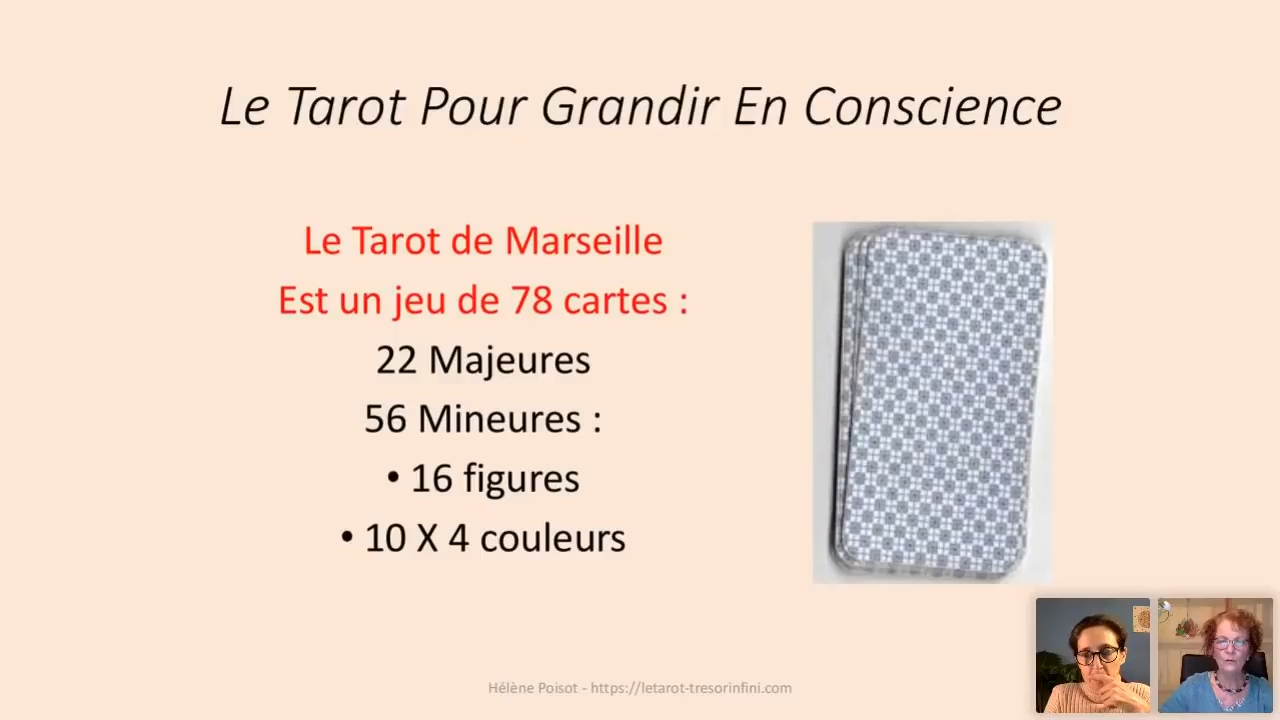 Le Tarot Pour Grandir En Conscience
Le Tarot de Marseille
Est un jeu de 78 cartes :
22 Majeures
56 Mineures :
• 16 figures
• 10 X 4 couleurs
Hélène Poisot - https://letarot-tresorinfini.com